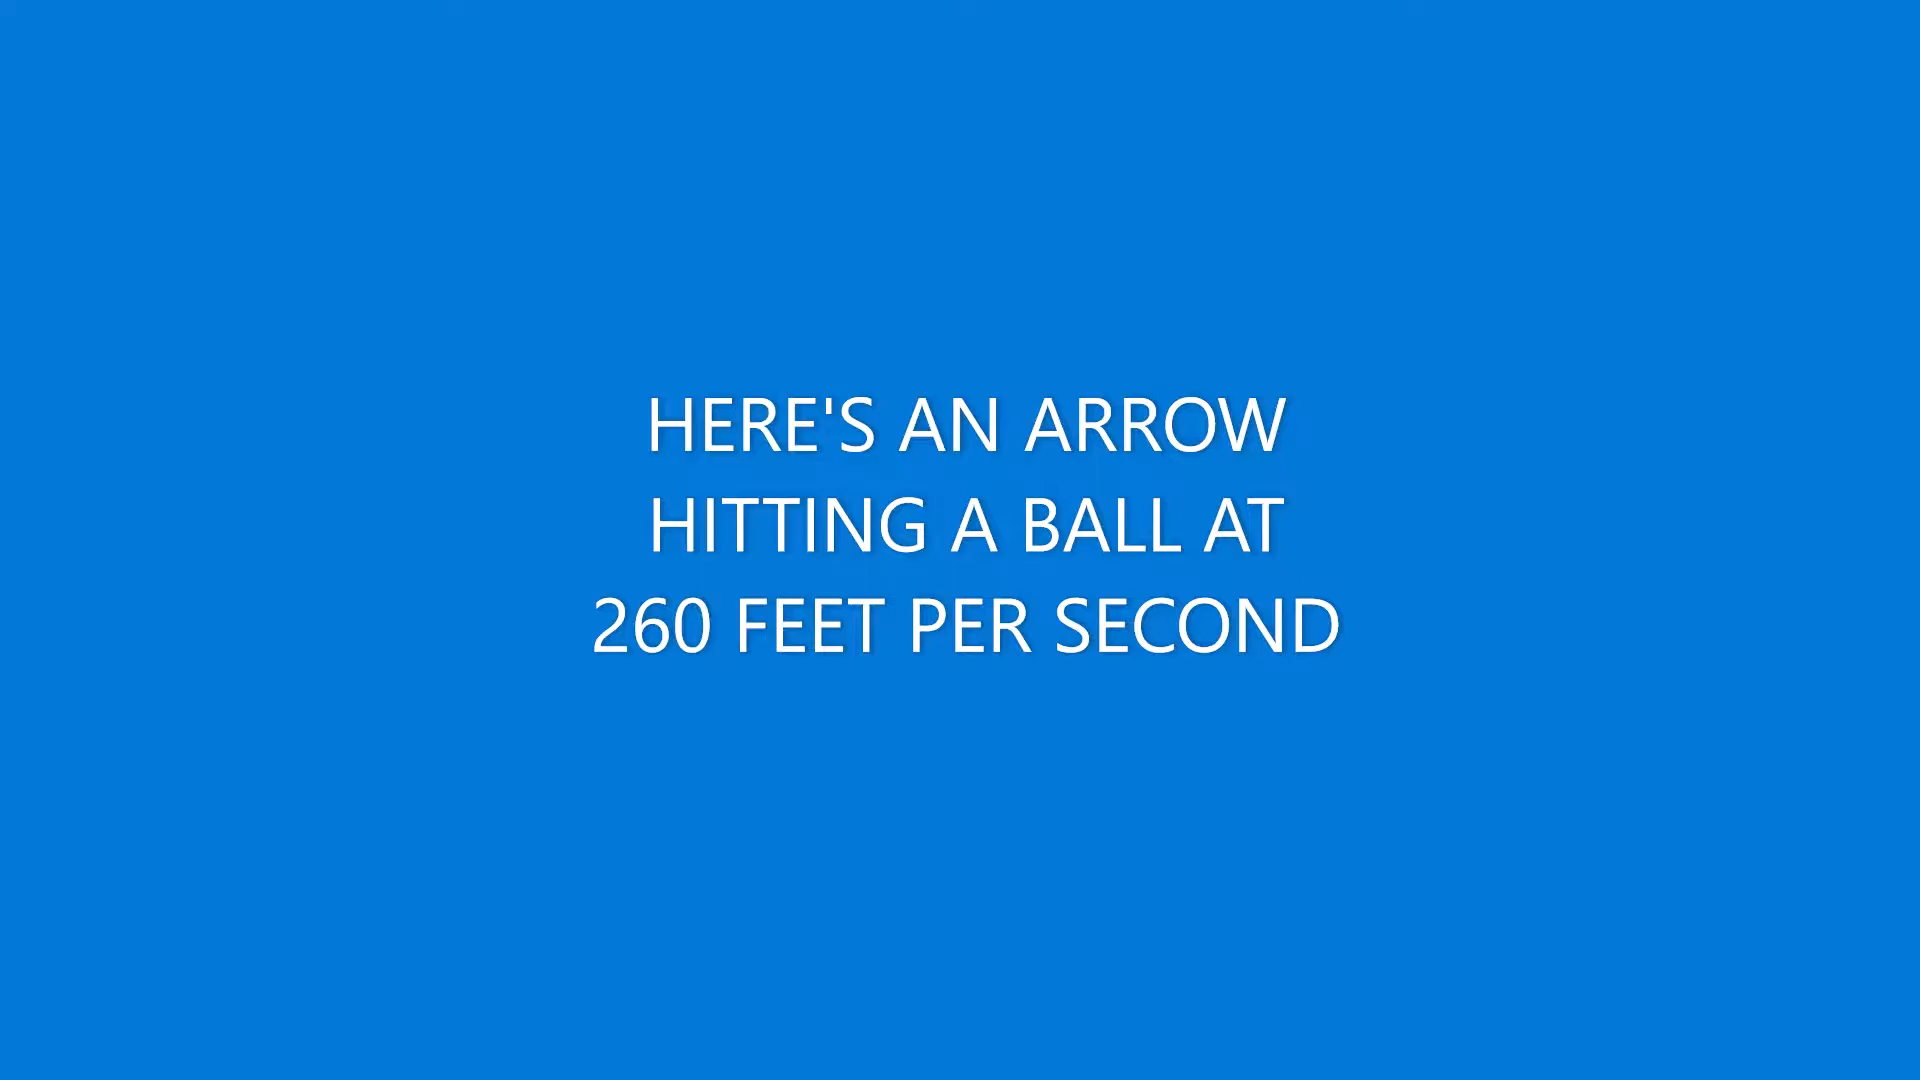 HERE'S AN ARROW
HITTING A BALL AT
260 FEET PER SECOND